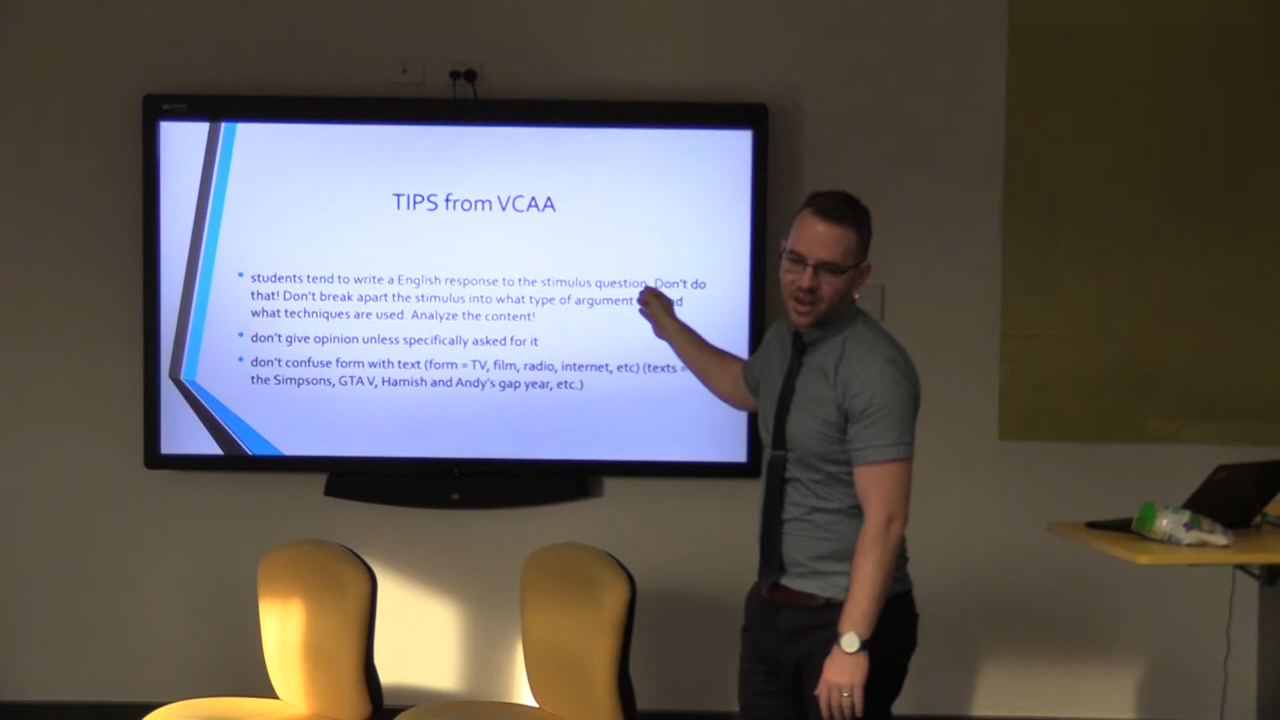 TIPS from VCAA
students tend to write a English response to the stimulus question. Don't do
that! Don't break apart the stimulus into what type of argument
what techniques are used. Analyze the content!
don't give opinion unless specifically asked for it
don't confuse form with text (form = TV, film, radio, internet, etc) (texts =
the Simpsons, GTA V, Hamish and Andy's gap year, etc.)